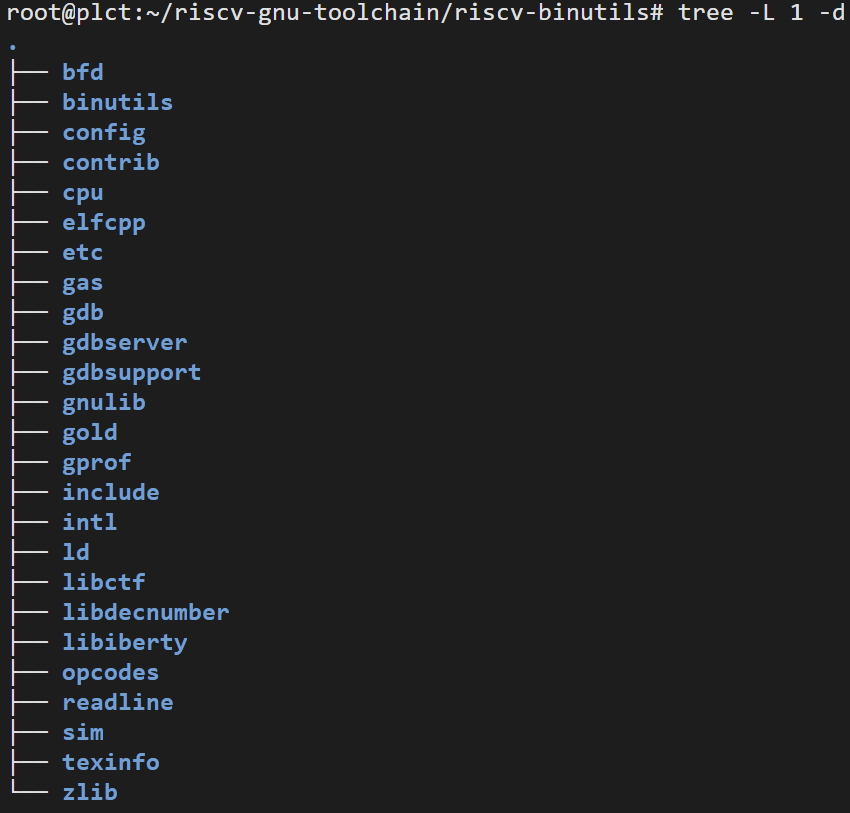 root@plct:~/riscv-gnu-toolchain/riscv-binutils# tree -L 1 -d
.
├── bfd
├── binutils
├── config
├── contrib
├── cpu
├── elfcpp
├── etc
├── gas
├── gdb
├── gdbserver
├── gdbsupport
├── gnulib
├── gold
├── gprof
├── include
├── intl
├── ld
├── libctf
├── libdecnumber
├── libiberty
├── opcodes
├── readline
├── sim
├── texinfo
└── zlib